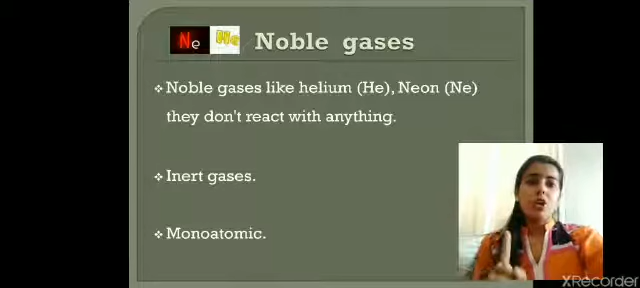 Ne He Noble gases
❖ Noble gases like helium (He), Neon (Ne)
they don't react with anything.
❖ Inert gases.
❖ Monoatomic.
XRecorder